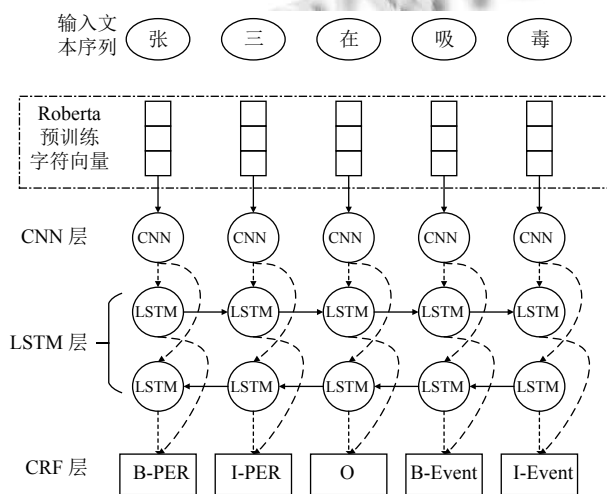 输入文
本序列
张 三 在 吸 毒
Roberta
预训练
字符向量
CNN 层
CNN CNN CNN CNN CNN
LSTM LSTM LSTM LSTM LSTM
LSTM 层
LSTM LSTM LSTM LSTM LSTM
CRF 层
B-PER I-PER O B-Event I-Event